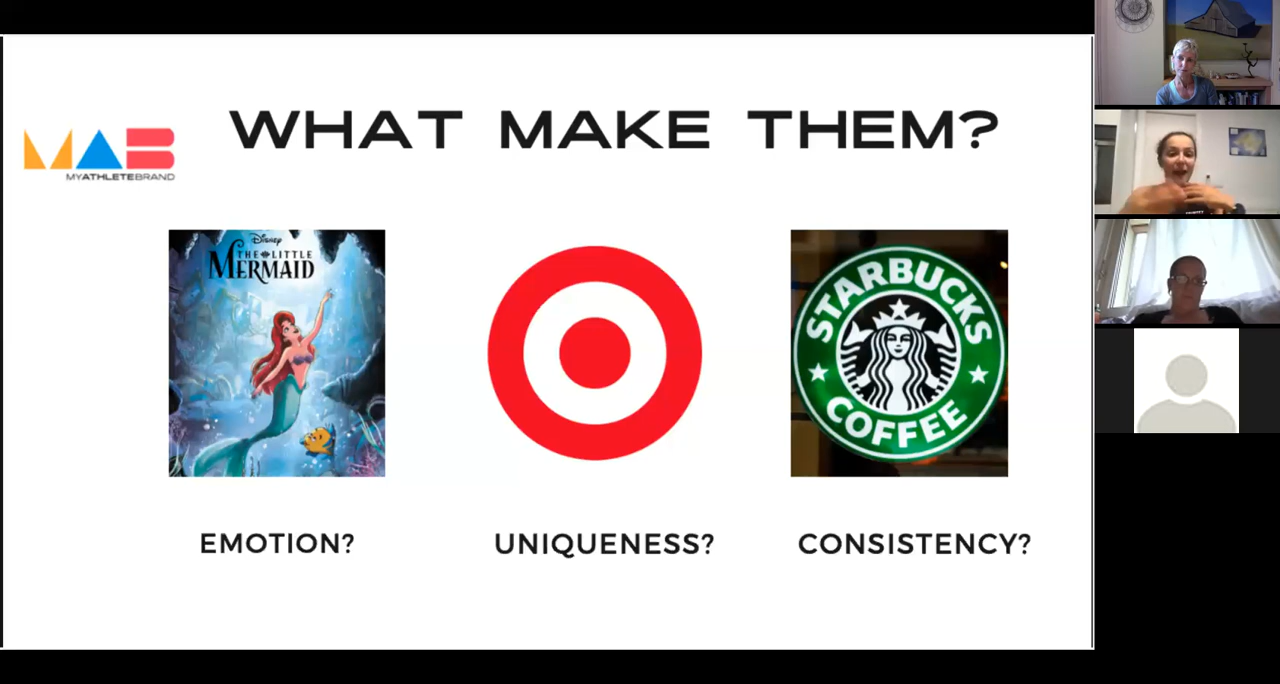 WHAT MAKE THEM?
MAB
MYATHLETEBRAND
Disney
THE LITTLE
MERMAID
STARBUCKS
COFFEE
EMOTION?
UNIQUENESS?
CONSISTENCY?